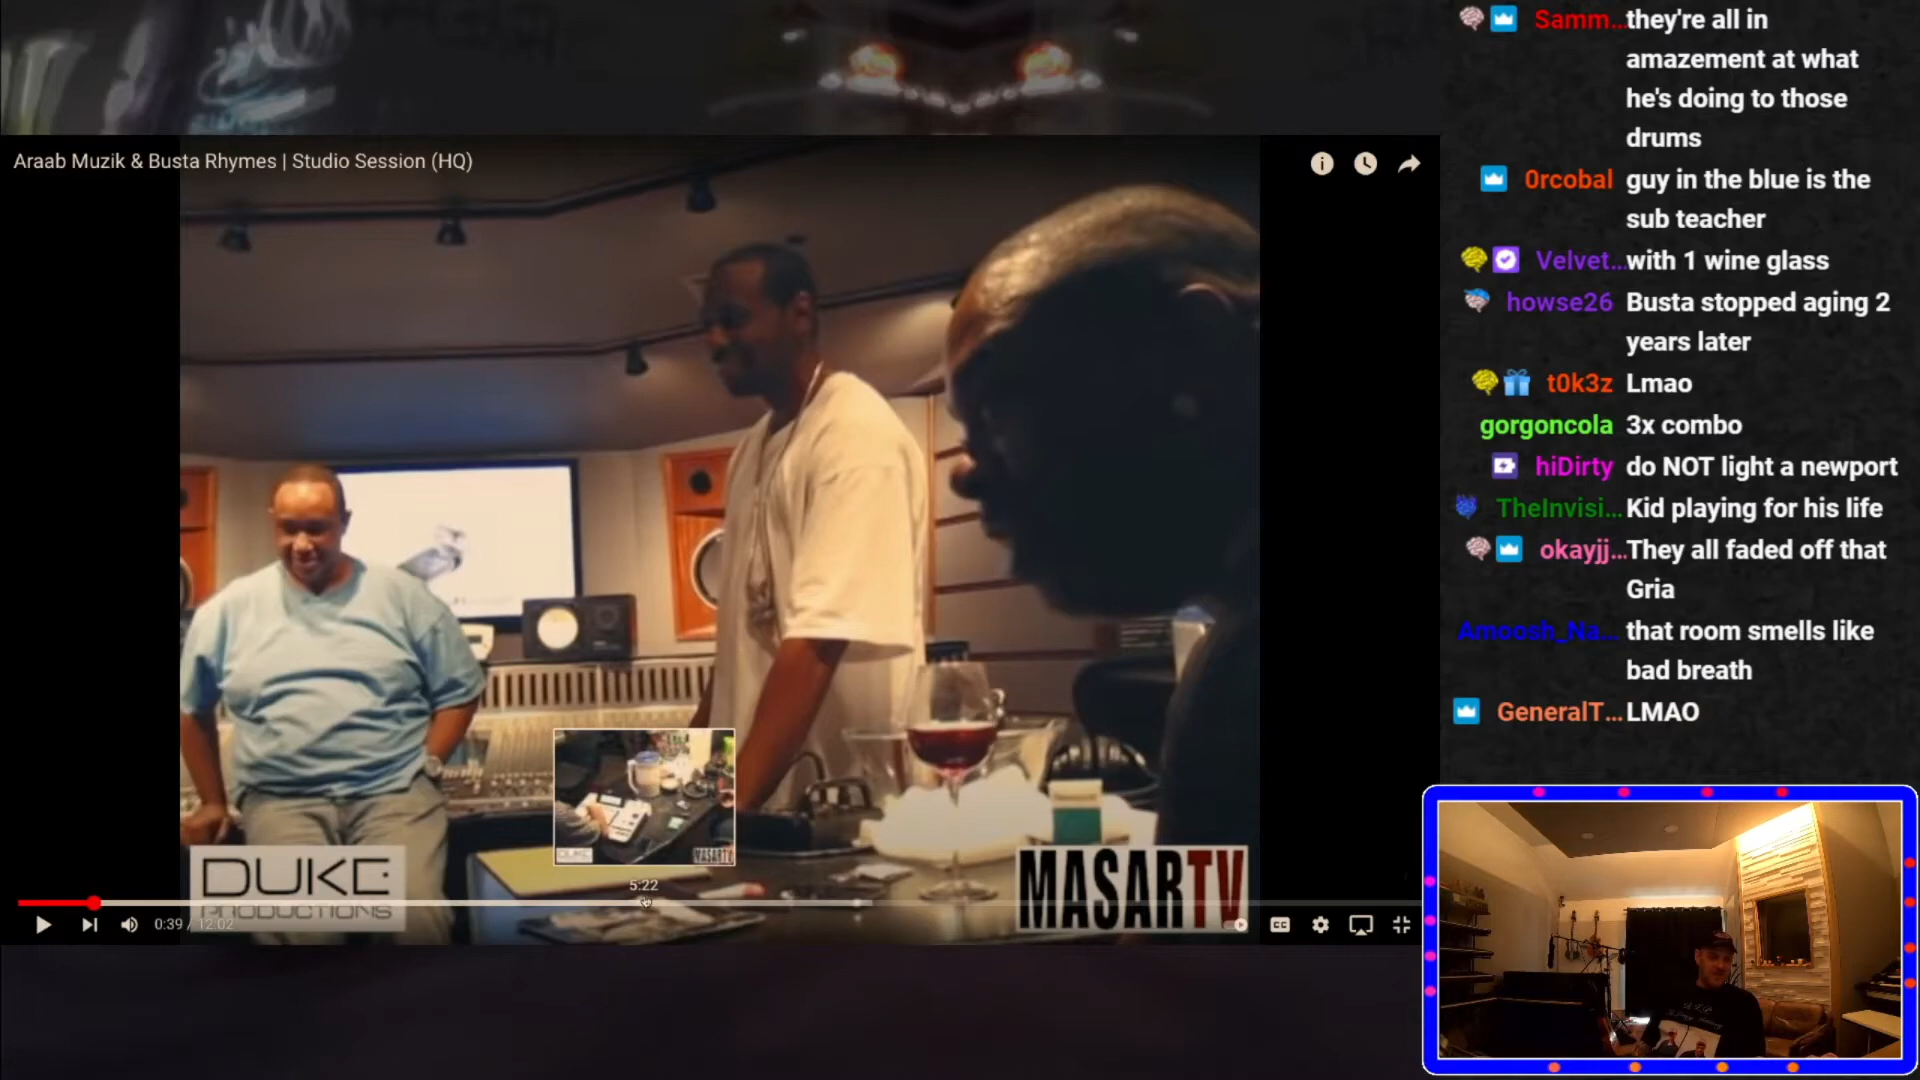 Araab Muzik & Busta Rhymes | Studio Session (HQ)
DUKE
PRODUCTIONS
MASARTV
5:22
0:39 / 12:02
CC
Samm... they're all in
amazement at what
he's doing to those
drums
0rcobal guy in the blue is the
sub teacher
Velvet... with 1 wine glass
howse26 Busta stopped aging 2
years later
t0k3z Lmao
gorgoncola 3x combo
hiDirty do NOT light a newport
TheInvisi... Kid playing for his life
okayjj... They all faded off that
Gria
Amoosh_Na... that room smells like
bad breath
GeneralT... LMAO